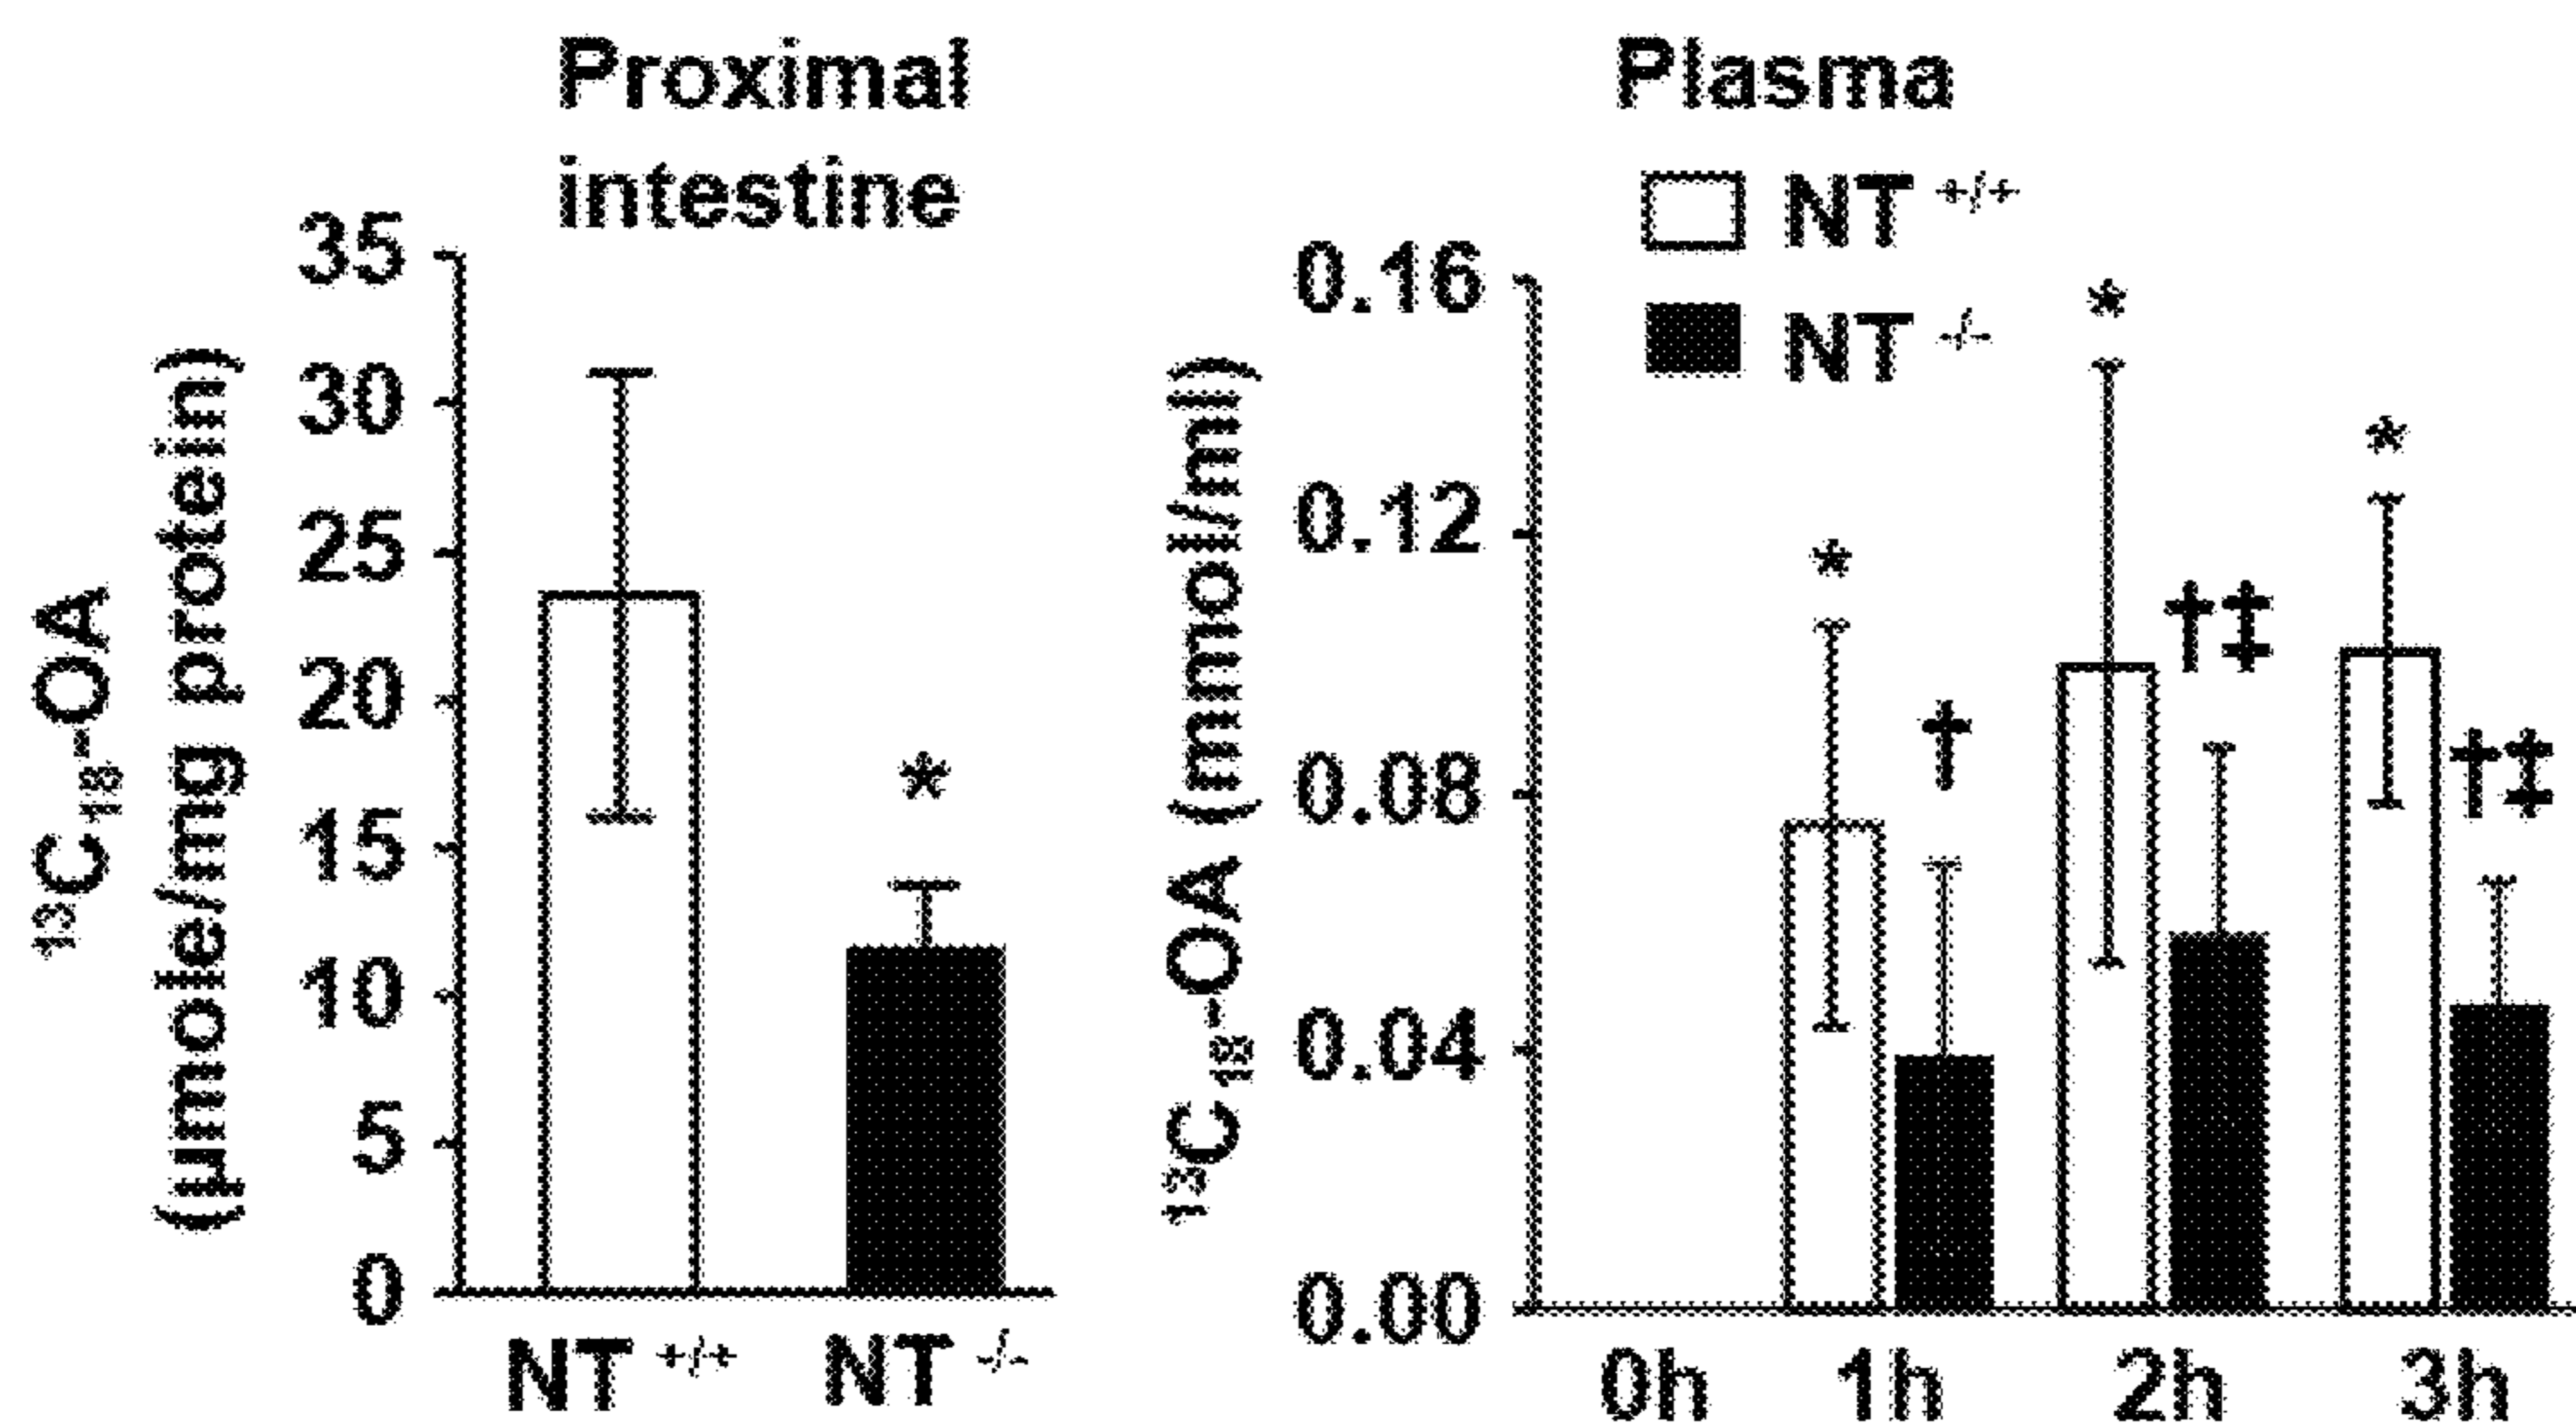 Proximal
intestine
¹³C₁₈-OA
(µmole/mg protein)
35
30
25
20
15
10
5
0
*
NT +/+ NT -/-
Plasma
NT +/+
NT -/-
¹³C₁₈-OA (mmol/ml)
0.16
0.12
0.08
0.04
0.00
*
†
*
†‡
*
†‡
0h 1h 2h 3h